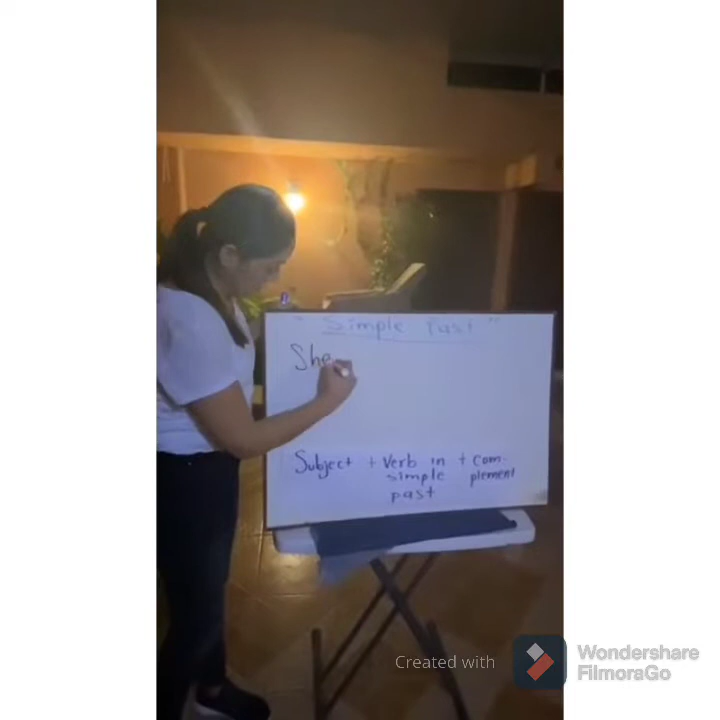 " Simple Past "
She
Subject + Verb in + com-
simple plement
past
Created with
Wondershare
FilmoraGo